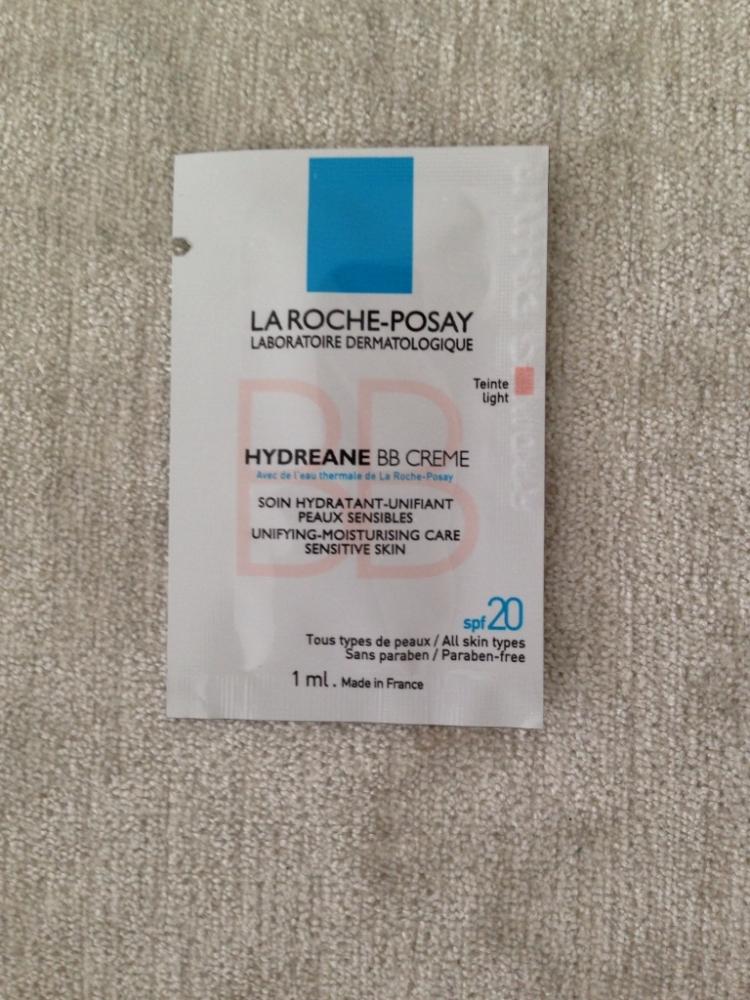 LA ROCHE-POSAY
LABORATOIRE DERMATOLOGIQUE
Teinte
light
BB
HYDREANE BB CREME
Avec de l'eau thermale de La Roche-Posay
SOIN HYDRATANT-UNIFIANT
PEAUX SENSIBLES
UNIFYING-MOISTURISING CARE
SENSITIVE SKIN
spf 20
Tous types de peaux / All skin types
Sans paraben / Paraben-free
1 ml . Made in France